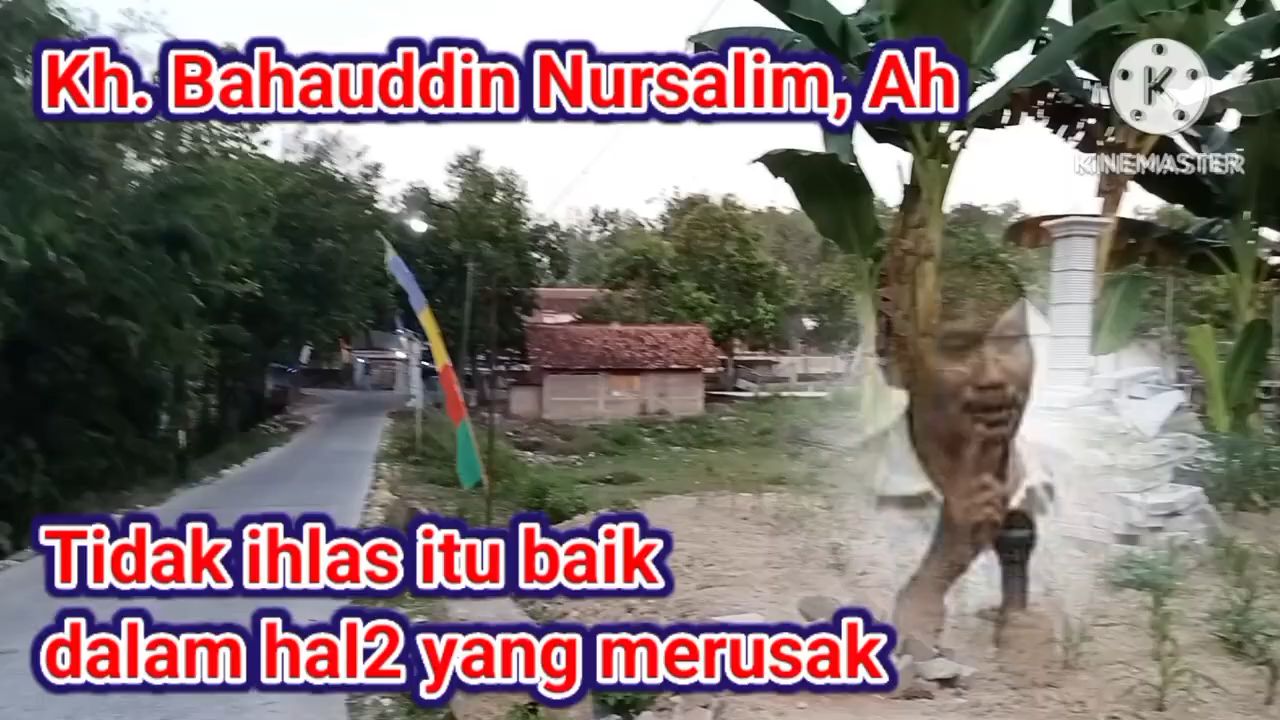 Kh. Bahauddin Nursalim, Ah
K
KINEMASTER
Tidak ihlas itu baik
dalam hal2 yang merusak